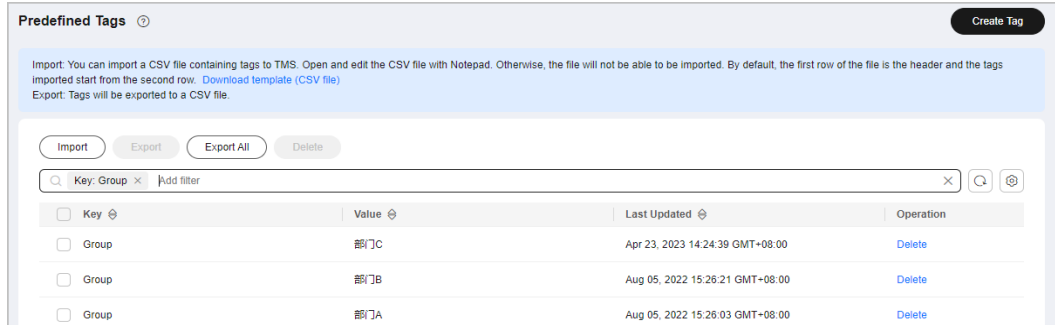 Predefined Tags
Create Tag
Import: You can import a CSV file containing tags to TMS. Open and edit the CSV file with Notepad. Otherwise, the file will not be able to be imported. By default, the first row of the file is the header and the tags
imported start from the second row. Download template (CSV file)
Export: Tags will be exported to a CSV file.
Import Export Export All Delete
Key: Group × Add filter
Key Value Last Updated Operation
Group 部门C Apr 23, 2023 14:24:39 GMT+08:00 Delete
Group 部门B Aug 05, 2022 15:26:21 GMT+08:00 Delete
Group 部门A Aug 05, 2022 15:26:03 GMT+08:00 Delete